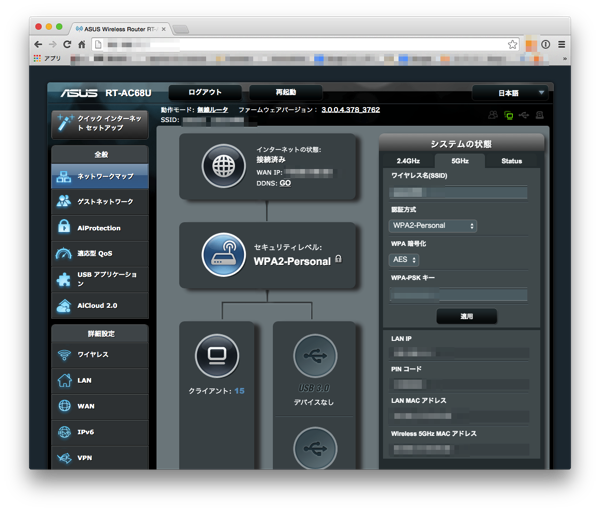 ASUS Wireless Router RT-
アプリ
»
ASUS RT-AC68U
ログアウト
再起動
日本語
動作モード: 無線ルータ ファームウェアバージョン: 3.0.0.4.378_3762
SSID:
クイック インターネッ
ト セットアップ
全般
ネットワークマップ
ゲストネットワーク
AiProtection
適応型 QoS
USB アプリケーショ
ン
AiCloud 2.0
詳細設定
ワイヤレス
LAN
WAN
IPv6
VPN
インターネットの状態:
接続済み
WAN IP:
DDNS: GO
セキュリティレベル:
WPA2-Personal
クライアント: 15
USB 3.0
デバイスなし
システムの状態
2.4GHz 5GHz Status
ワイヤレス名(SSID)
認証方式
WPA2-Personal
WPA 暗号化
AES
WPA-PSK キー
適用
LAN IP
PIN コード
LAN MAC アドレス
Wireless 5GHz MAC アドレス